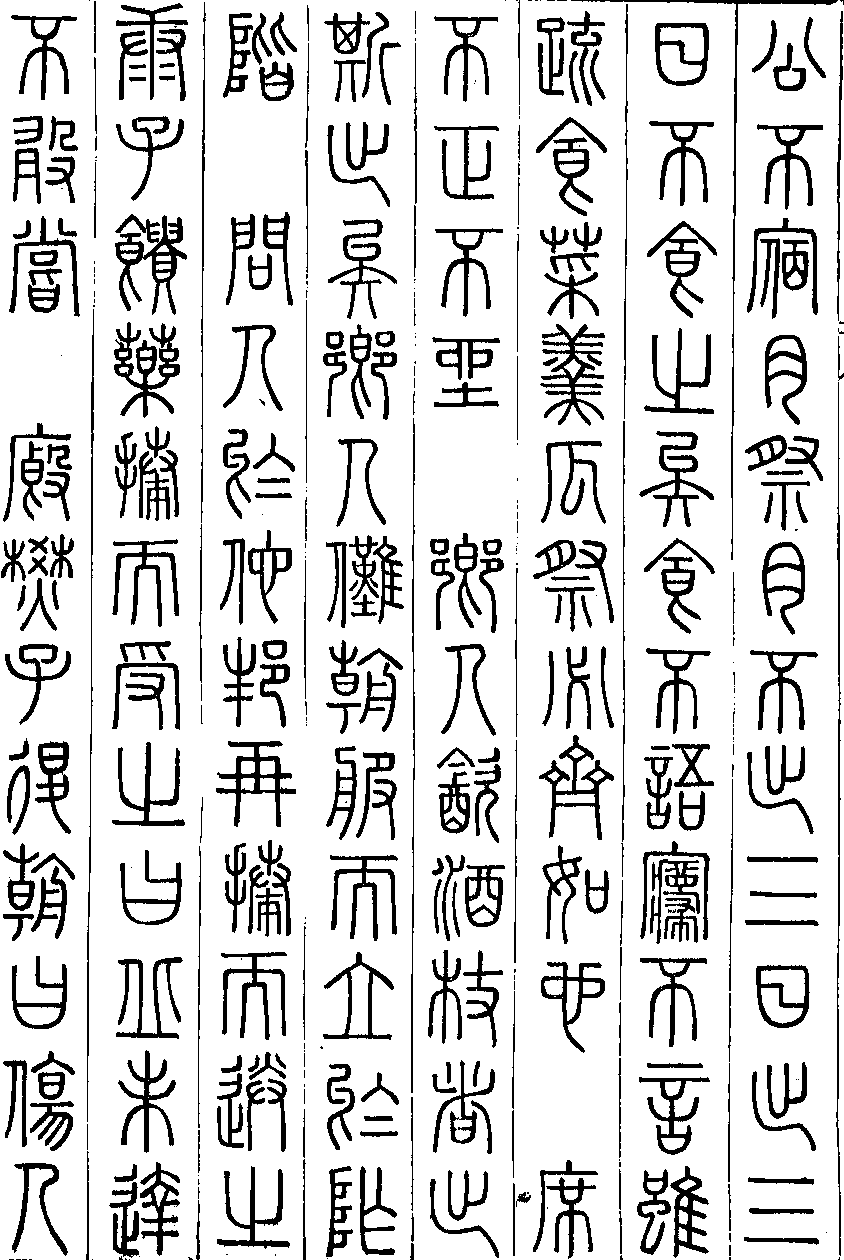 公不宿肉祭肉不出三日出三
日不食之矣食不語寢不言雖
疏食菜羹瓜祭必齊如也 席
不正不坐 鄉人飲酒杖者出
斯出矣鄉人儺朝服而立於阼
階 問人於他邦再拜而送之
康子饋藥拜而受之曰丘未達
不敢嘗 廄焚子退朝曰傷人